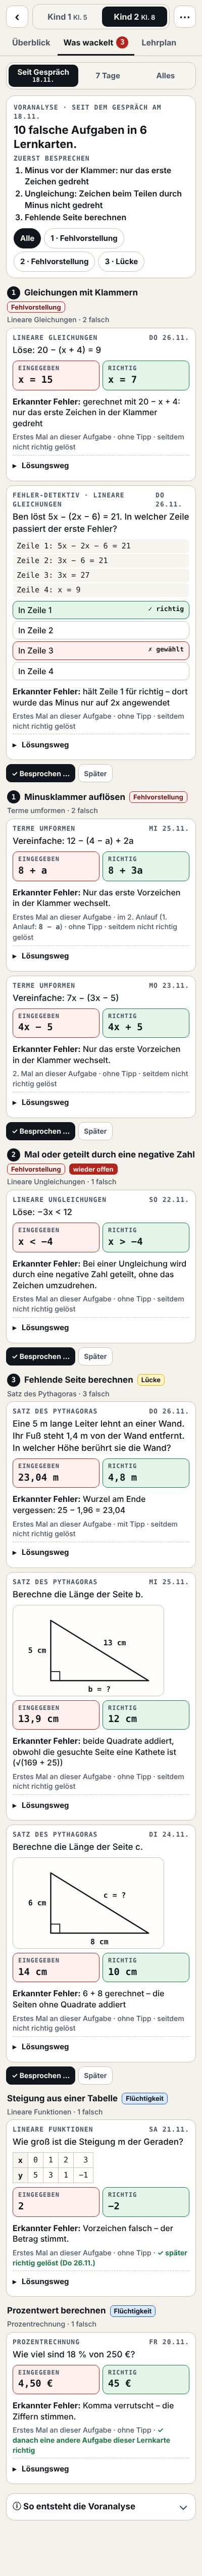 ‹ Kind 1 Kl. 5 Kind 2 Kl. 8 ...
Überblick Was wackelt 3 Lehrplan
Seit Gespräch
18.11.
7 Tage Alles
VORANALYSE · SEIT DEM GESPRÄCH AM
18.11.
10 falsche Aufgaben in 6
Lernkarten.
ZUERST BESPRECHEN
1. Minus vor der Klammer: nur das erste
Zeichen gedreht
2. Ungleichung: Zeichen beim Teilen durch
Minus nicht gedreht
3. Fehlende Seite berechnen
Alle 1 · Fehlvorstellung
2 · Fehlvorstellung 3 · Lücke
1 Gleichungen mit Klammern
Fehlvorstellung
Lineare Gleichungen · 2 falsch
LINEARE GLEICHUNGEN DO 26.11.
Löse: 20 − (x + 4) = 9
EINGEGEBEN RICHTIG
x = 15 x = 7
Erkannter Fehler: gerechnet mit 20 − x + 4:
nur das erste Zeichen in der Klammer
gedreht
Erstes Mal an dieser Aufgabe · ohne Tipp · seitdem
nicht richtig gelöst
▸ Lösungsweg
FEHLER-DETEKTIV · LINEARE DO
GLEICHUNGEN 26.11.
Ben löst 5x − (2x − 6) = 21. In welcher Zeile
passiert der erste Fehler?
Zeile 1: 5x − 2x − 6 = 21
Zeile 2: 3x − 6 = 21
Zeile 3: 3x = 27
Zeile 4: x = 9
In Zeile 1 ✓ richtig
In Zeile 2
In Zeile 3 ✗ gewählt
In Zeile 4
Erkannter Fehler: hält Zeile 1 für richtig – dort
wurde das Minus nur auf 2x angewendet
Erstes Mal an dieser Aufgabe · ohne Tipp · seitdem
nicht richtig gelöst
▸ Lösungsweg
✓ Besprochen … Später
1 Minusklammer auflösen Fehlvorstellung
Terme umformen · 2 falsch
TERME UMFORMEN MI 25.11.
Vereinfache: 12 − (4 − a) + 2a
EINGEGEBEN RICHTIG
8 + a 8 + 3a
Erkannter Fehler: Nur das erste Vorzeichen
in der Klammer wechselt.
Erstes Mal an dieser Aufgabe · im 2. Anlauf (1.
Anlauf: 8 − a) · ohne Tipp · seitdem nicht richtig
gelöst
▸ Lösungsweg
TERME UMFORMEN MO 23.11.
Vereinfache: 7x − (3x − 5)
EINGEGEBEN RICHTIG
4x − 5 4x + 5
Erkannter Fehler: Nur das erste Vorzeichen
in der Klammer wechselt.
2. Mal an dieser Aufgabe · ohne Tipp · seitdem nicht
richtig gelöst
▸ Lösungsweg
✓ Besprochen … Später
2 Mal oder geteilt durch eine negative Zahl
Fehlvorstellung wieder offen
Lineare Ungleichungen · 1 falsch
LINEARE UNGLEICHUNGEN SO 22.11.
Löse: −3x < 12
EINGEGEBEN RICHTIG
x < −4 x > −4
Erkannter Fehler: Bei einer Ungleichung wird
durch eine negative Zahl geteilt, ohne das
Zeichen umzudrehen.
Erstes Mal an dieser Aufgabe · ohne Tipp · seitdem
nicht richtig gelöst
▸ Lösungsweg
✓ Besprochen … Später
3 Fehlende Seite berechnen Lücke
Satz des Pythagoras · 3 falsch
SATZ DES PYTHAGORAS DO 26.11.
Eine 5 m lange Leiter lehnt an einer Wand.
Ihr Fuß steht 1,4 m von der Wand entfernt.
In welcher Höhe berührt sie die Wand?
EINGEGEBEN RICHTIG
23,04 m 4,8 m
Erkannter Fehler: Wurzel am Ende
vergessen: 25 − 1,96 = 23,04
Erstes Mal an dieser Aufgabe · mit Tipp · seitdem
nicht richtig gelöst
▸ Lösungsweg
SATZ DES PYTHAGORAS MI 25.11.
Berechne die Länge der Seite b.
5 cm 13 cm
b = ?
EINGEGEBEN RICHTIG
13,9 cm 12 cm
Erkannter Fehler: beide Quadrate addiert,
obwohl die gesuchte Seite eine Kathete ist
(√(169 + 25))
Erstes Mal an dieser Aufgabe · ohne Tipp · seitdem
nicht richtig gelöst
▸ Lösungsweg
SATZ DES PYTHAGORAS DI 24.11.
Berechne die Länge der Seite c.
6 cm c = ?
8 cm
EINGEGEBEN RICHTIG
14 cm 10 cm
Erkannter Fehler: 6 + 8 gerechnet – die
Seiten ohne Quadrate addiert
Erstes Mal an dieser Aufgabe · ohne Tipp · seitdem
nicht richtig gelöst
▸ Lösungsweg
✓ Besprochen … Später
Steigung aus einer Tabelle Flüchtigkeit
Lineare Funktionen · 1 falsch
LINEARE FUNKTIONEN SA 21.11.
Wie groß ist die Steigung m der Geraden?
x 0 1 2 3
y 5 3 1 −1
EINGEGEBEN RICHTIG
2 −2
Erkannter Fehler: Vorzeichen falsch – der
Betrag stimmt.
Erstes Mal an dieser Aufgabe · ohne Tipp · ✓ später
richtig gelöst (Do 26.11.)
▸ Lösungsweg
Prozentwert berechnen Flüchtigkeit
Prozentrechnung · 1 falsch
PROZENTRECHNUNG FR 20.11.
Wie viel sind 18 % von 250 €?
EINGEGEBEN RICHTIG
4,50 € 45 €
Erkannter Fehler: Komma verrutscht – die
Ziffern stimmen.
Erstes Mal an dieser Aufgabe · ohne Tipp · ✓
danach eine andere Aufgabe dieser Lernkarte
richtig
▸ Lösungsweg
ⓘ So entsteht die Voranalyse